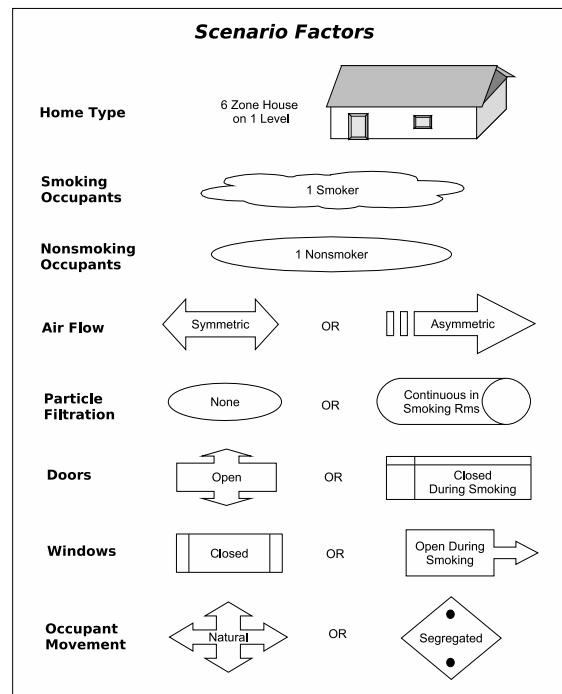 Scenario Factors
Home Type
6 Zone House
on 1 Level
Smoking
Occupants
1 Smoker
Nonsmoking
Occupants
1 Nonsmoker
Air Flow
Symmetric
OR
Asymmetric
Particle
Filtration
None
OR
Continuous in
Smoking Rms
Doors
Open
OR
Closed
During Smoking
Windows
Closed
OR
Open During
Smoking
Occupant
Movement
Natural
OR
Segregated